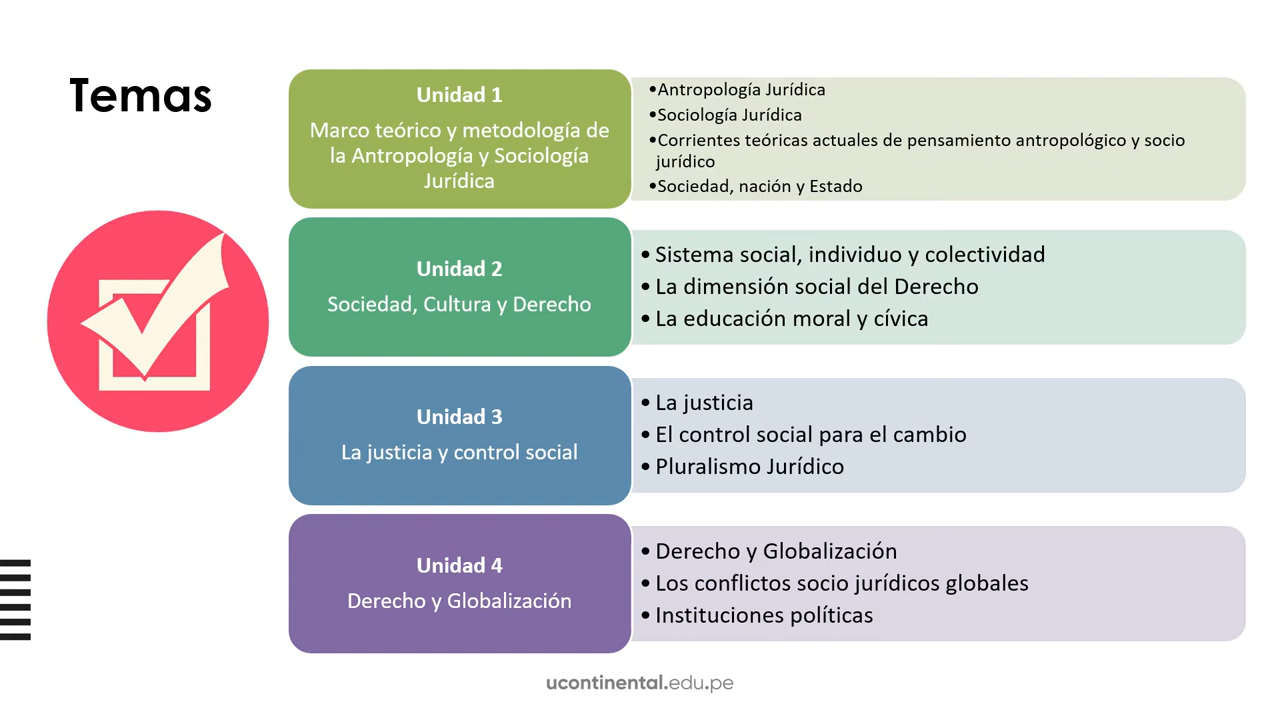 Temas
Unidad 1
Marco teórico y metodología de
la Antropología y Sociología
Jurídica
•Antropología Jurídica
•Sociología Jurídica
•Corrientes teóricas actuales de pensamiento antropológico y socio
jurídico
•Sociedad, nación y Estado
Unidad 2
Sociedad, Cultura y Derecho
• Sistema social, individuo y colectividad
• La dimensión social del Derecho
• La educación moral y cívica
Unidad 3
La justicia y control social
• La justicia
• El control social para el cambio
• Pluralismo Jurídico
Unidad 4
Derecho y Globalización
• Derecho y Globalización
• Los conflictos socio jurídicos globales
• Instituciones políticas
ucontinental.edu.pe